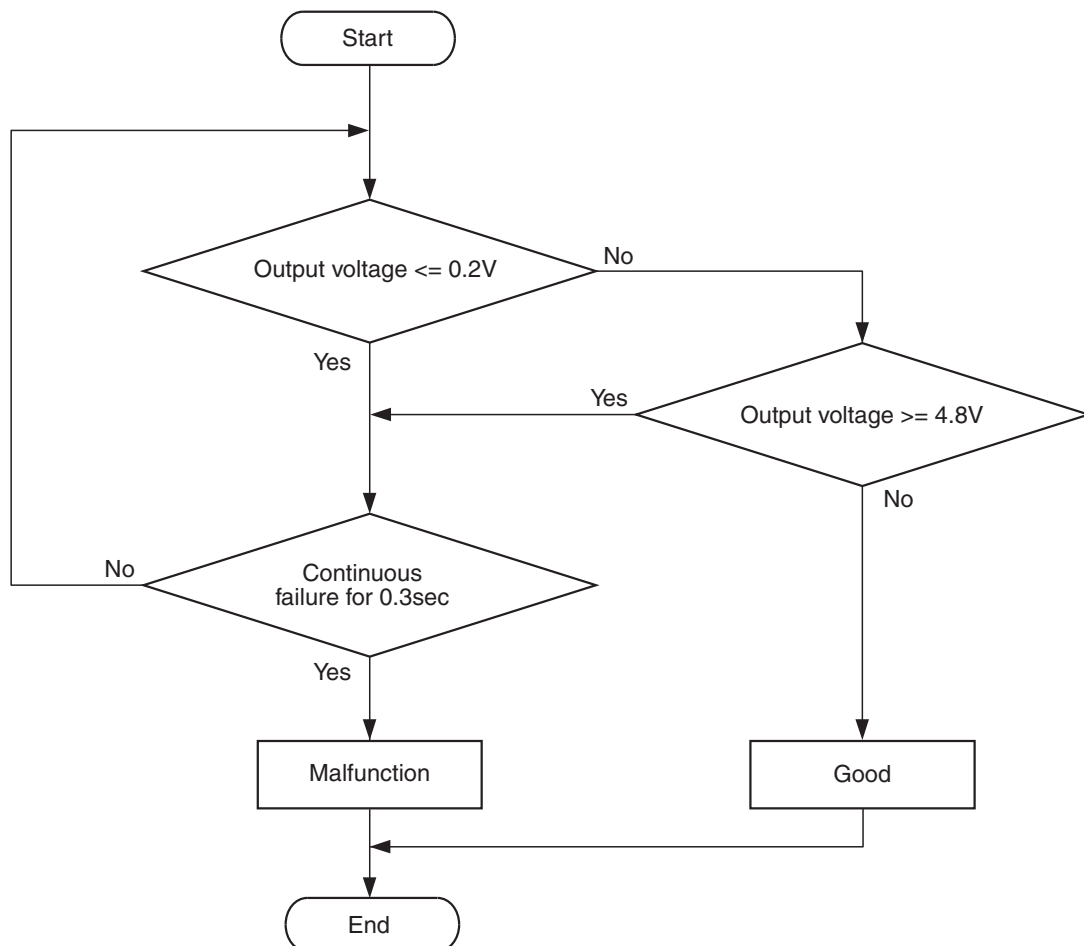 Start
Output voltage <= 0.2V
No
Yes
Yes
Output voltage >= 4.8V
No
No
Continuous
failure for 0.3sec
Yes
Malfunction
Good
End